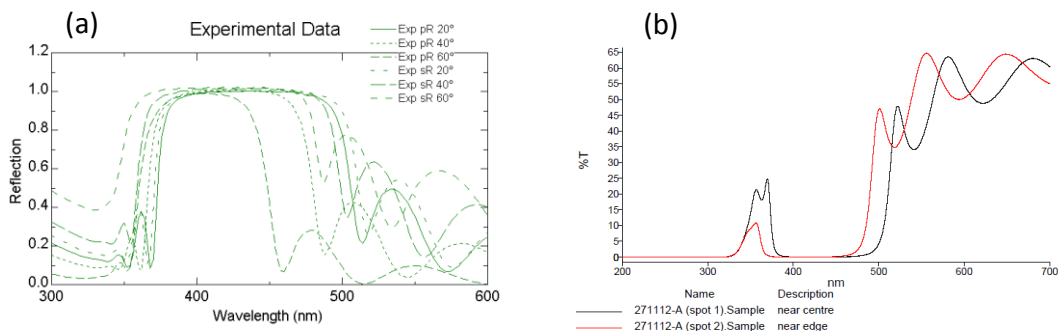 (a)
Experimental Data
Exp pR 20°
Exp pR 40°
Exp pR 60°
Exp sR 20°
Exp sR 40°
Exp sR 60°
Reflection
1.2
1.0
0.8
0.6
0.4
0.2
0.0
300 350 400 450 500 550 600
Wavelength (nm)
(b)
%T
65
60
55
50
45
40
35
30
25
20
15
10
5
0
200 300 400 500 600 700
nm
Name Description
271112-A (spot 1).Sample near centre
271112-A (spot 2).Sample near edge